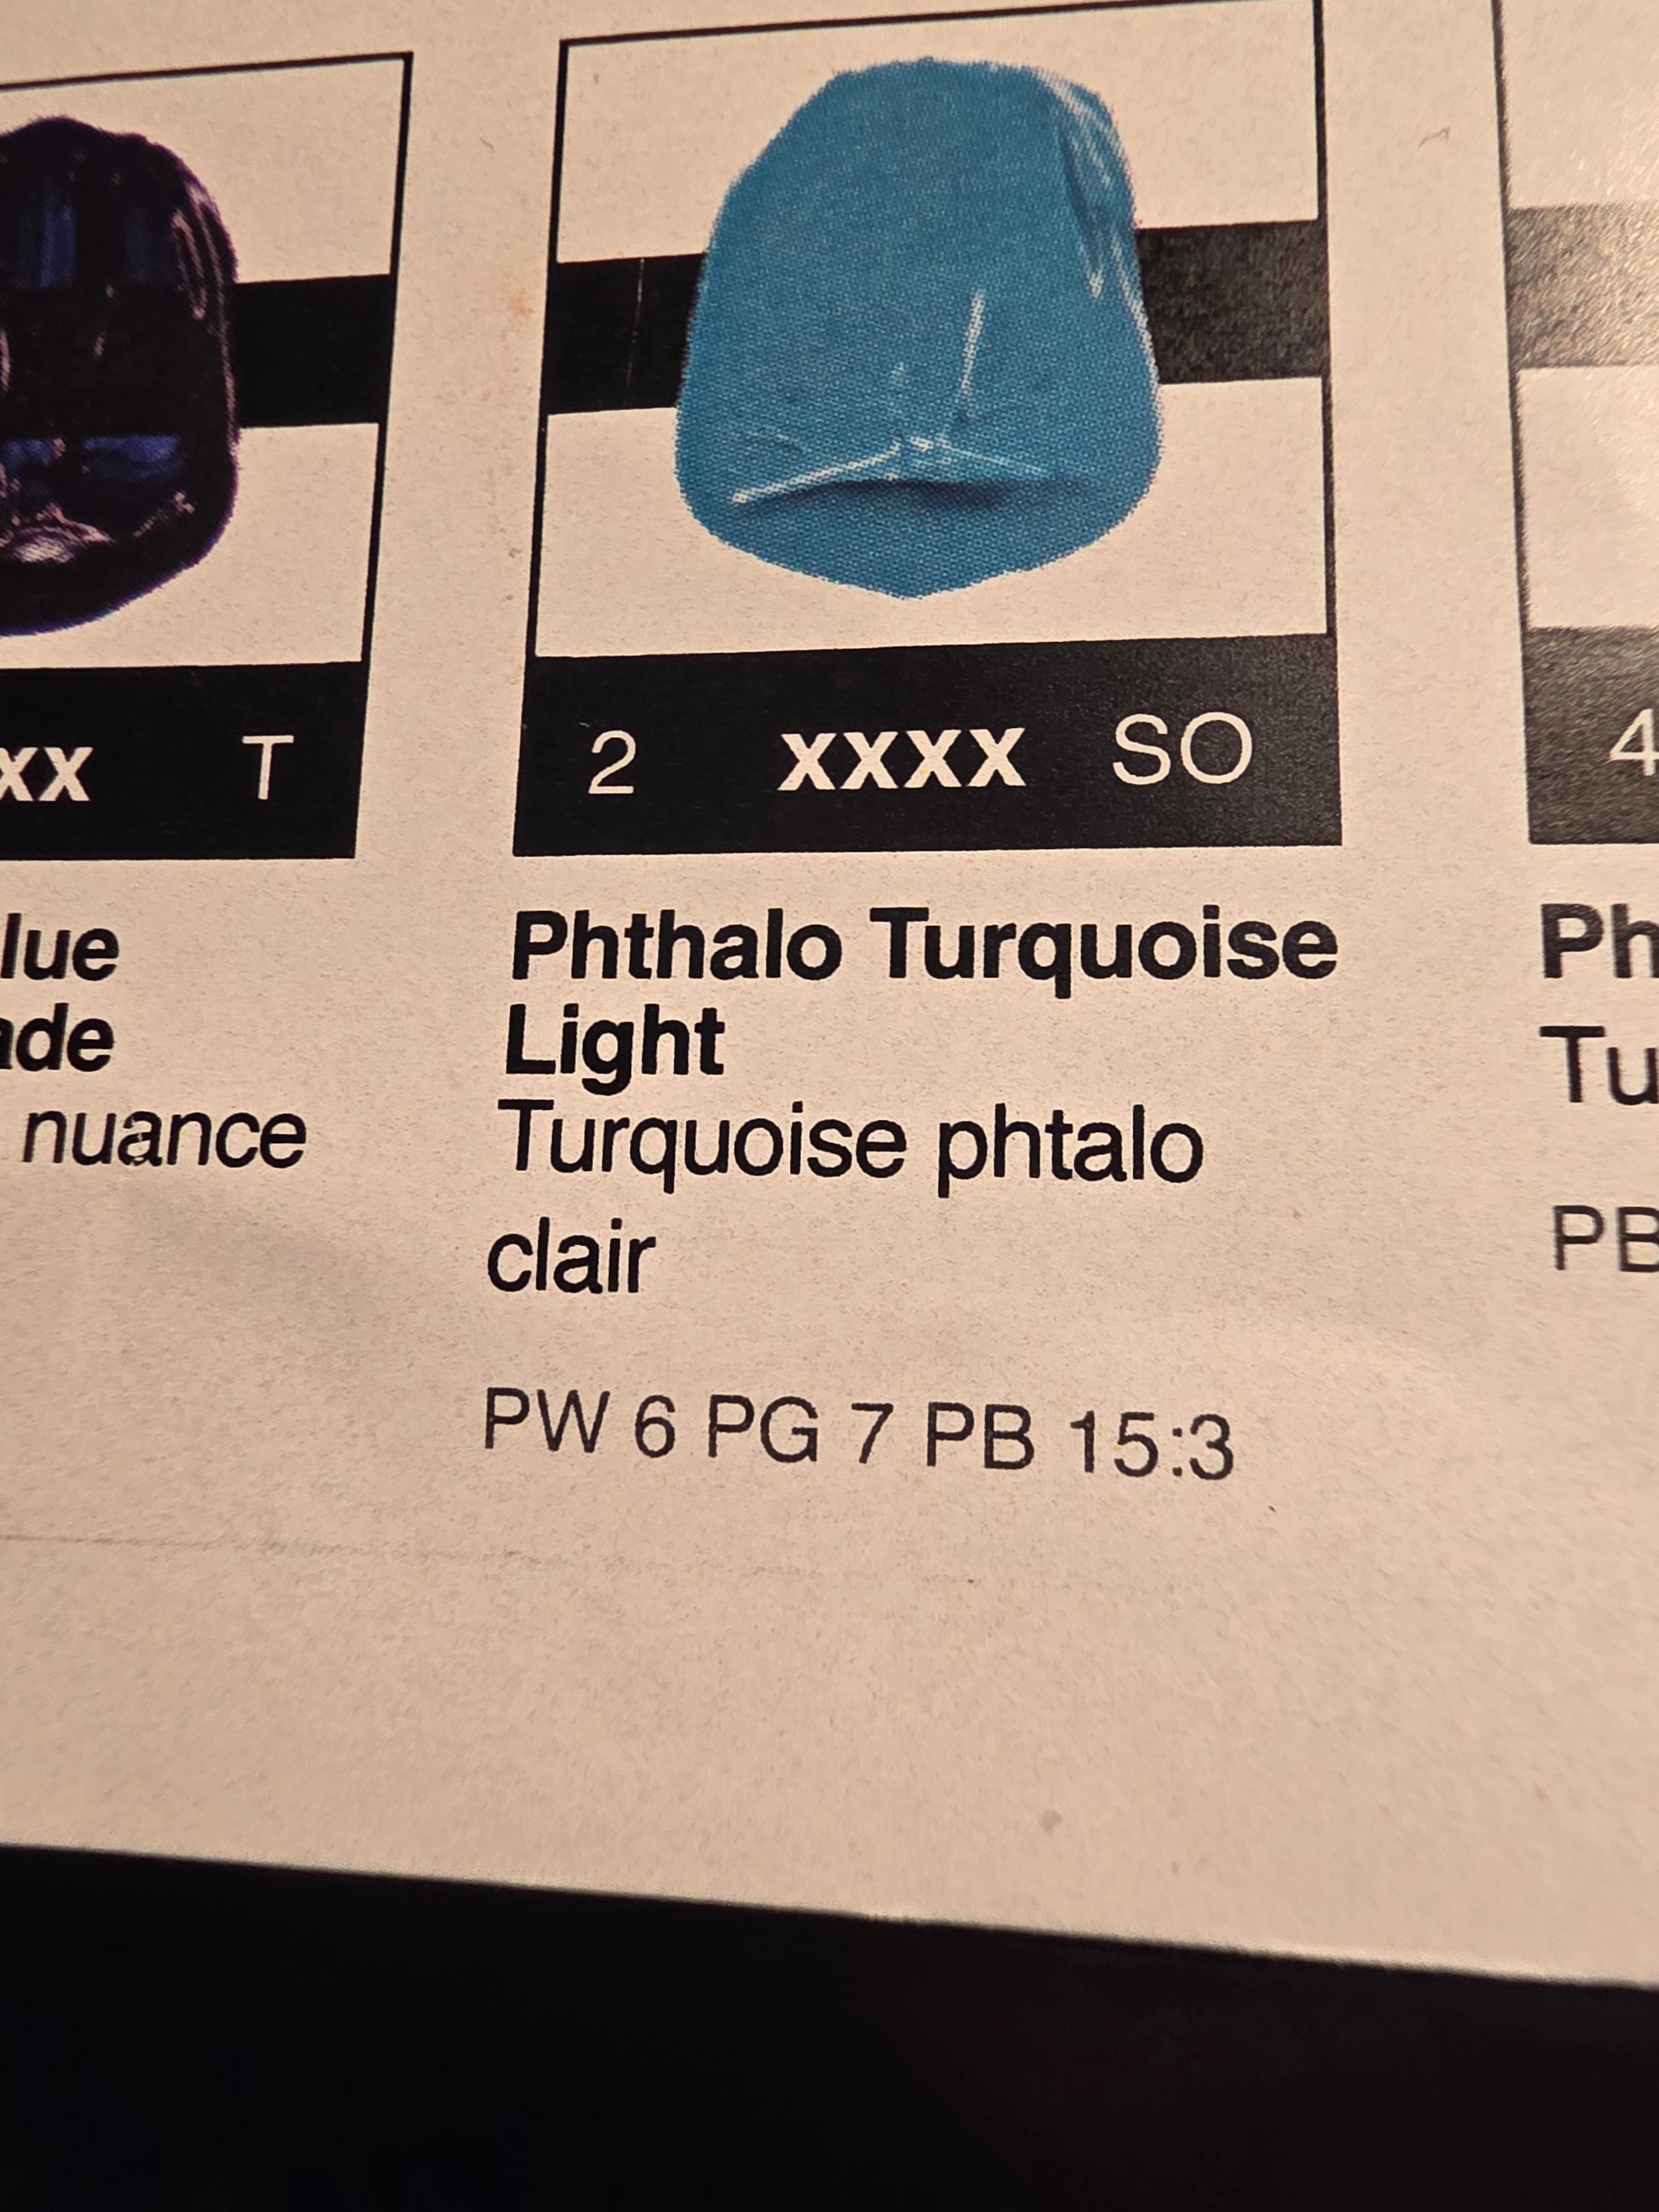 xx T
2 xxxx SO
4
lue
ade
nuance
Phthalo Turquoise
Light
Turquoise phtalo
clair
PW 6 PG 7 PB 15:3
Ph
Tu
PB